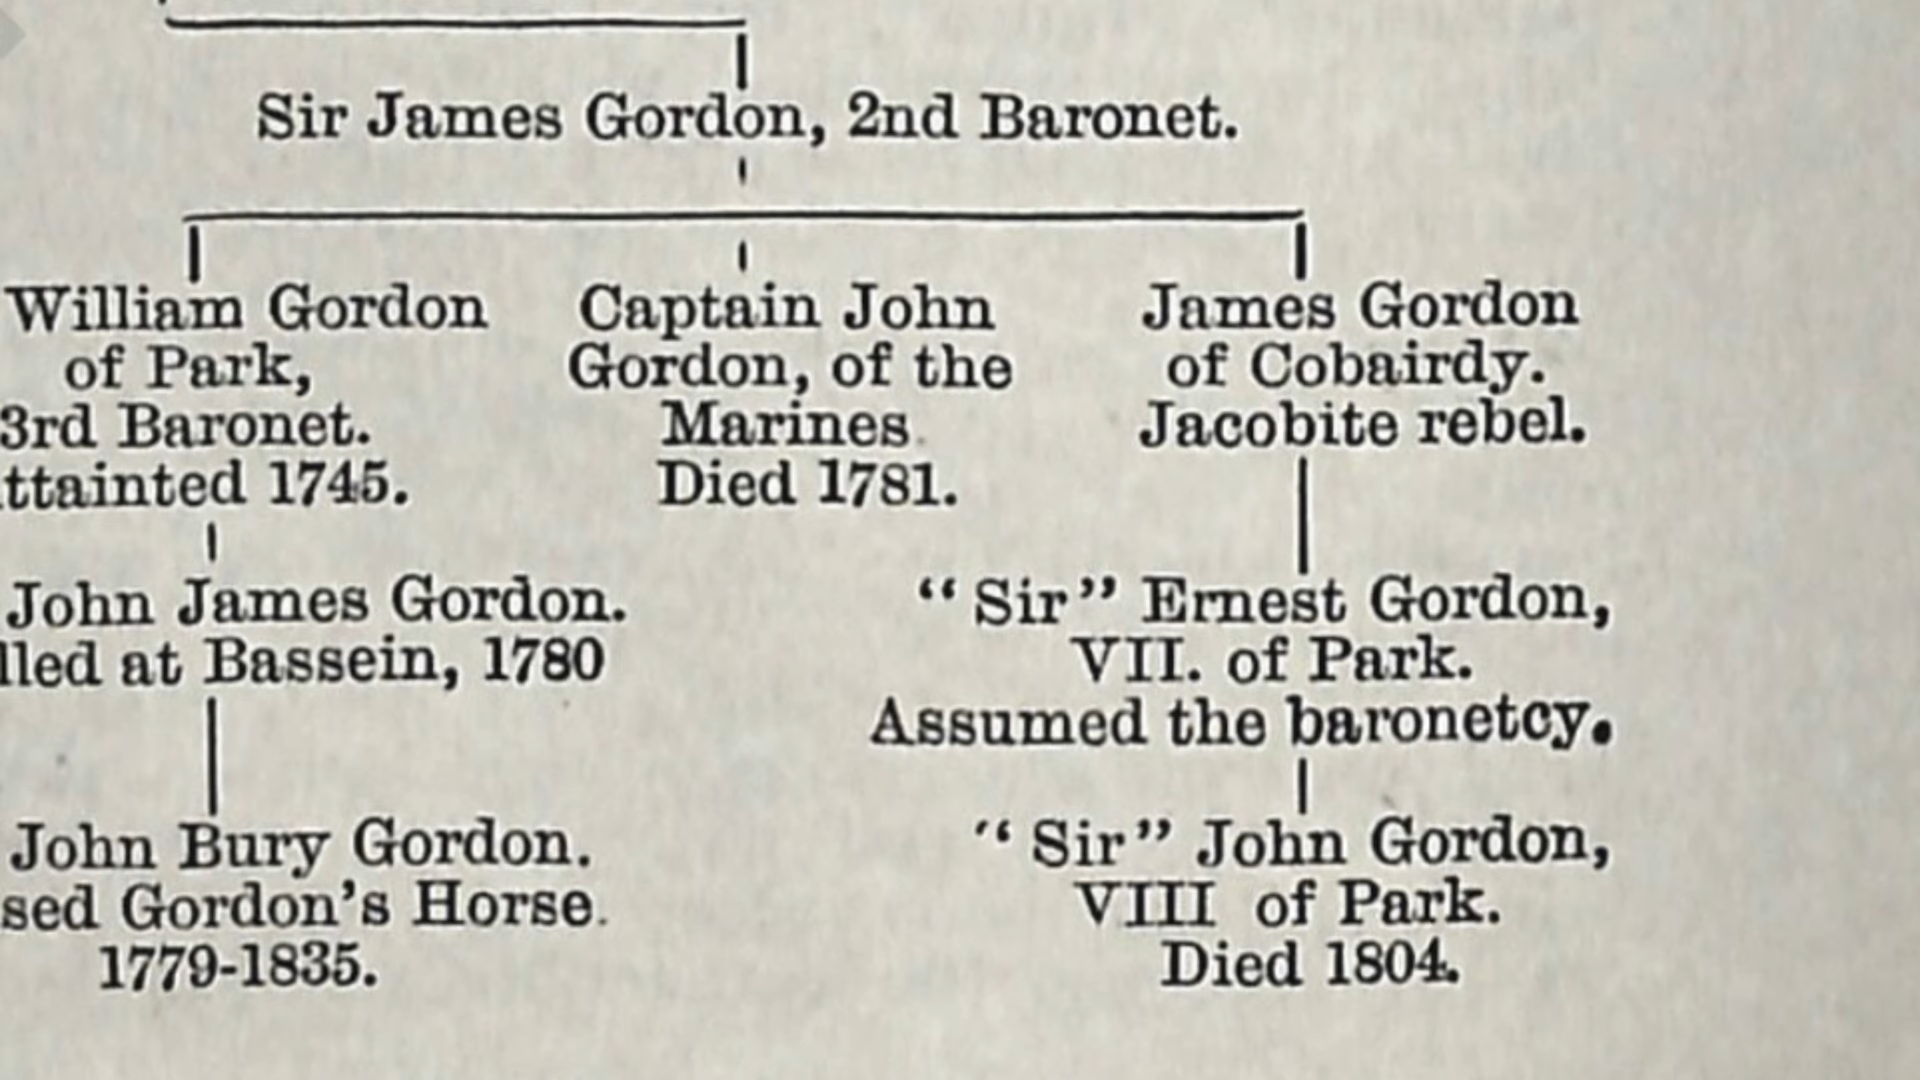 Sir James Gordon, 2nd Baronet.
William Gordon
of Park,
3rd Baronet.
ttainted 1745.
Captain John
Gordon, of the
Marines
Died 1781.
James Gordon
of Cobairdy.
Jacobite rebel.
John James Gordon.
lled at Bassein, 1780
"Sir" Ernest Gordon,
VII. of Park.
Assumed the baronetcy.
John Bury Gordon.
sed Gordon's Horse.
1779-1835.
"Sir" John Gordon,
VIII of Park.
Died 1804.